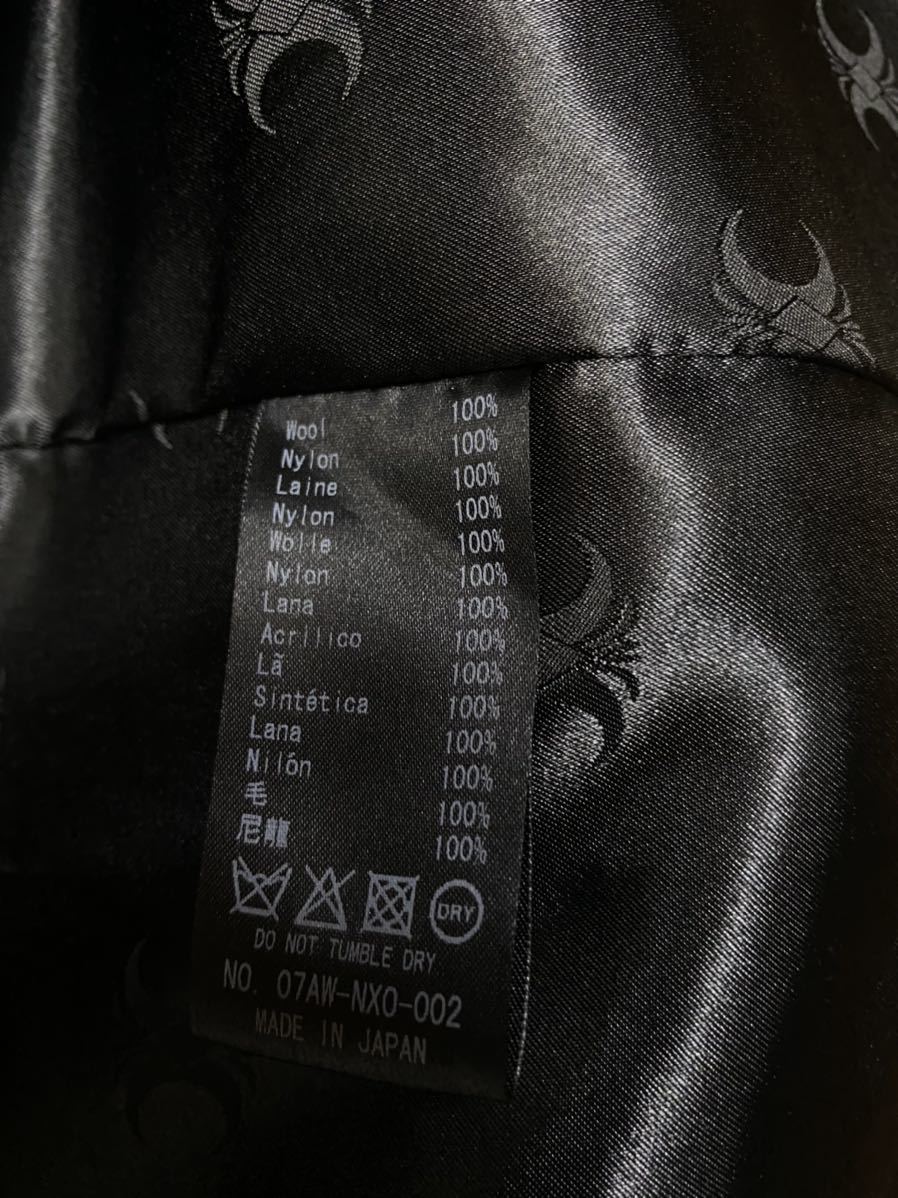 Wool 100%
Nylon 100%
Laine 100%
Nylon 100%
Wolle 100%
Nylon 100%
Lana 100%
Acrílico 100%
Lã 100%
Sintética 100%
Lana 100%
Nilón 100%
毛 100%
尼龍 100%
DRY
DO NOT TUMBLE DRY
NO. 07AW-NXO-002
MADE IN JAPAN